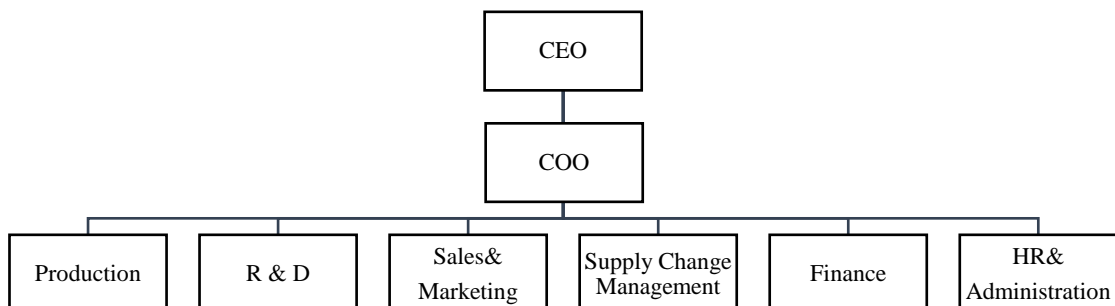 CEO
COO
Production
R & D
Sales&
Marketing
Supply Change
Management
Finance
HR&
Administration